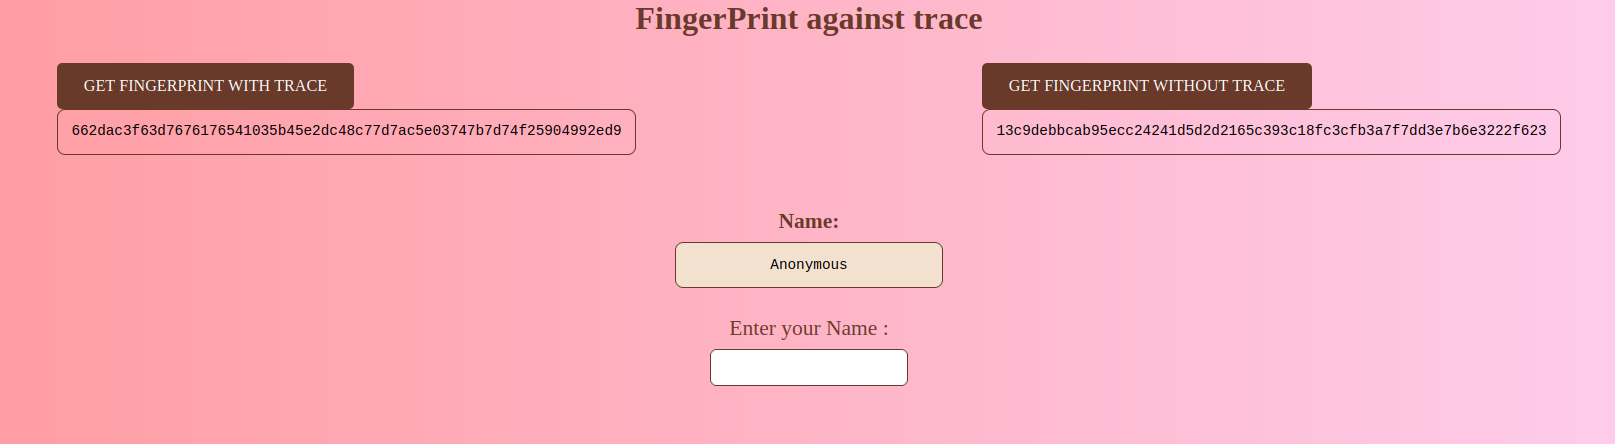 FingerPrint against trace
GET FINGERPRINT WITH TRACE
662dac3f63d7676176541035b45e2dc48c77d7ac5e03747b7d74f25904992ed9
GET FINGERPRINT WITHOUT TRACE
13c9debbcab95ecc24241d5d2d2165c393c18fc3cfb3a7f7dd3e7b6e3222f623
Name:
Anonymous
Enter your Name :